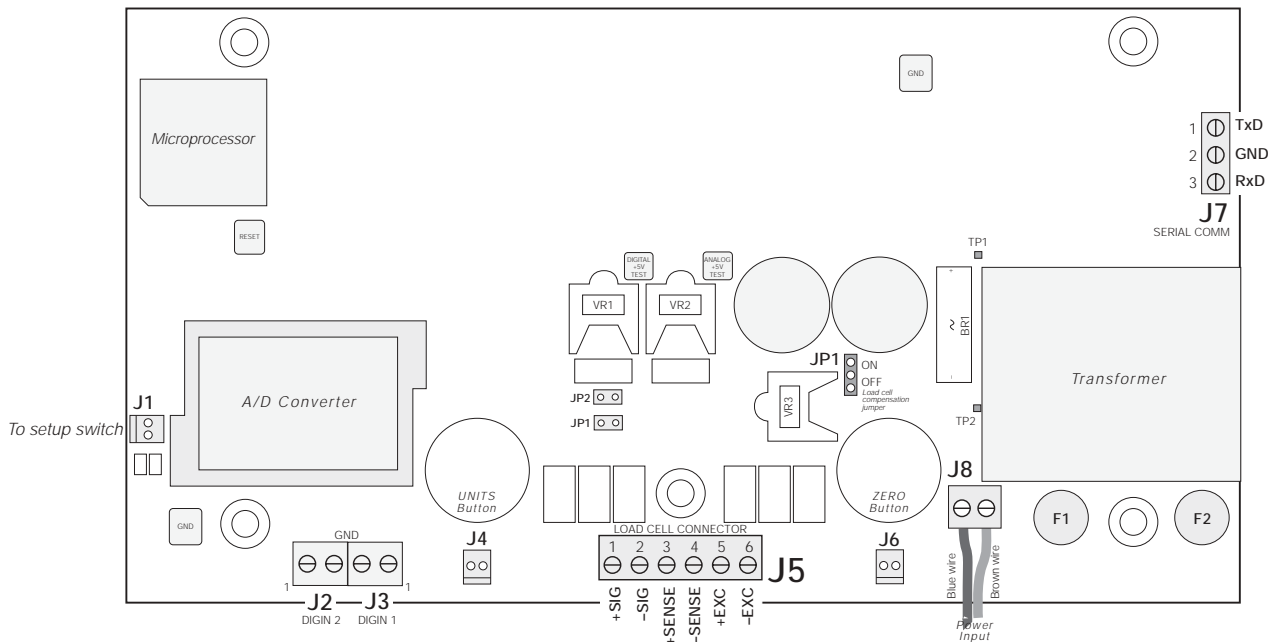 GND
Microprocessor
1 TxD
2 GND
3 RxD
J7
SERIAL COMM
RESET
TP1
DIGITAL
+5V
TEST
ANALOG
+5V
TEST
VR1
VR2
+
~
BR1
−
JP1
ON
OFF
Load cell
compensation
jumper
Transformer
A/D Converter
J1
To setup switch
JP2
JP1
VR3
TP2
UNITS
Button
ZERO
Button
J8
F1
F2
GND
GND
1
1
J2
DIGIN 2
J3
DIGIN 1
J4
LOAD CELL CONNECTOR
1 2 3 4 5 6
J5
+SIG
–SIG
+SENSE
–SENSE
+EXC
–EXC
J6
Blue wire
Brown wire
Power
Input